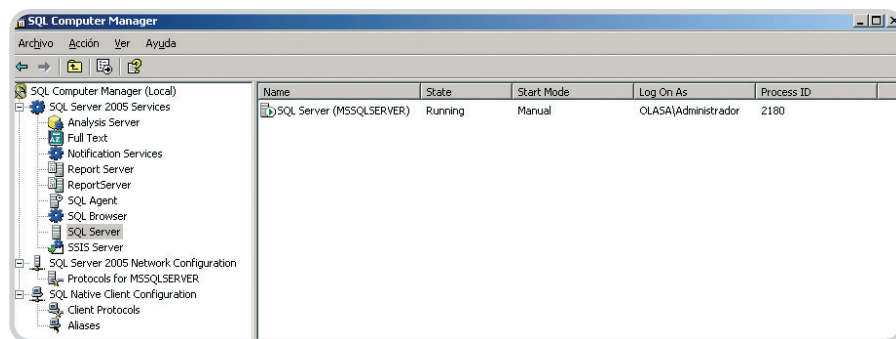 SQL Computer Manager
Archivo Acción Ver Ayuda
SQL Computer Manager (Local)
SQL Server 2005 Services
Analysis Server
Full Text
Notification Services
Report Server
ReportServer
SQL Agent
SQL Browser
SQL Server
SSIS Server
SQL Server 2005 Network Configuration
Protocols for MSSQLSERVER
SQL Native Client Configuration
Client Protocols
Aliases
Name State Start Mode Log On As Process ID
SQL Server (MSSQLSERVER) Running Manual OLASA\Administrador 2180